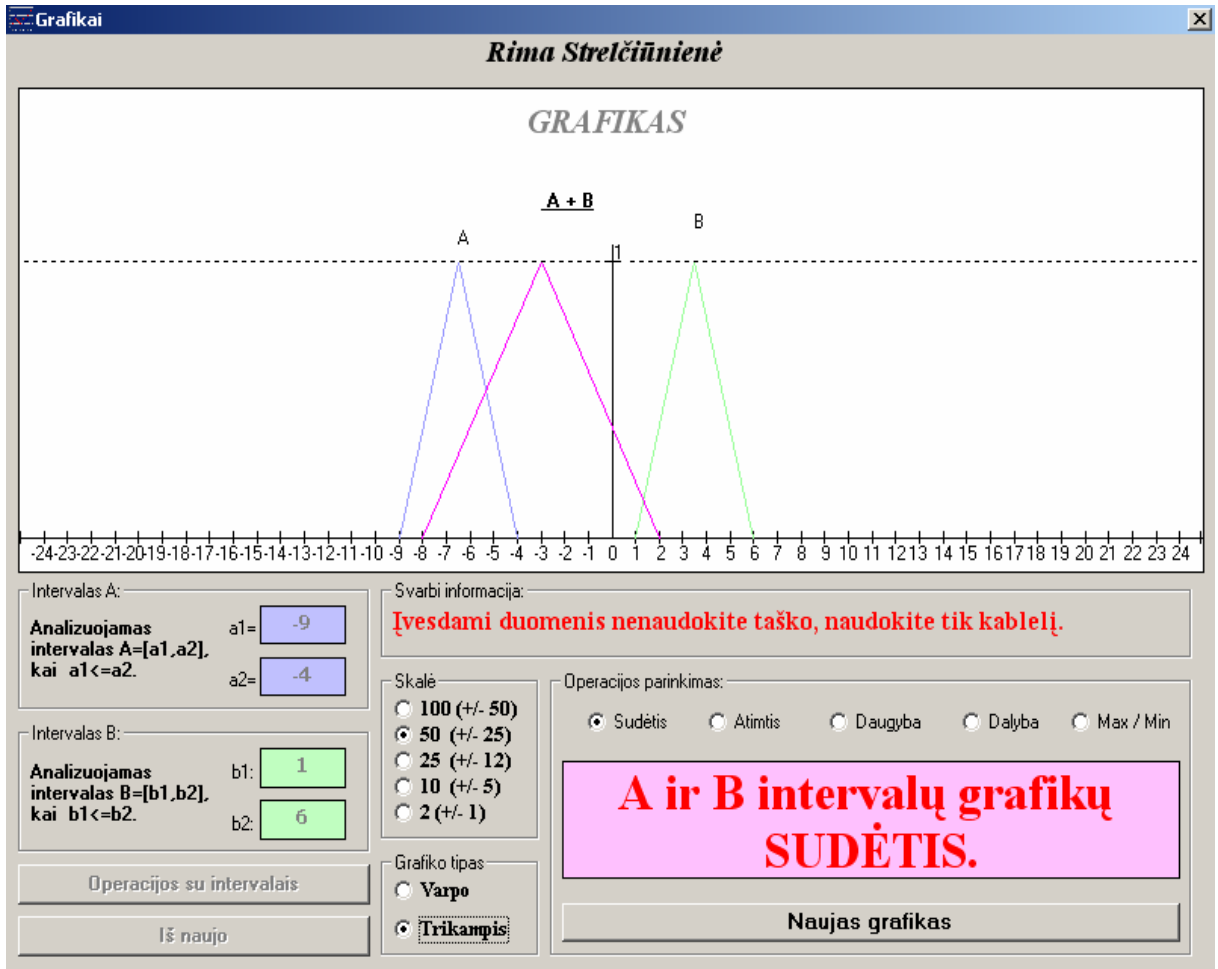 Grafikai
Rima Strelčiūnienė
GRAFIKAS
A + B
B
A
1
-24-23-22-21-20-19-18-17-16-15-14-13-12-11-10 -9 -8 -7 -6 -5 -4 -3 -2 -1 0 1 2 3 4 5 6 7 8 9 10 11 12 13 14 15 16 17 18 19 20 21 22 23 24
Intervalas A:
Analizuojamas
intervalas A=[a1,a2],
kai a1<=a2.
a1= -9
a2= -4
Intervalas B:
Analizuojamas
intervalas B=[b1,b2],
kai b1<=b2.
b1: 1
b2: 6
Operacijos su intervalais
Iš naujo
Svarbi informacija:
Įvesdami duomenis nenaudokite taško, naudokite tik kablelį.
Skalė
100 (+/- 50)
50 (+/- 25)
25 (+/- 12)
10 (+/- 5)
2 (+/- 1)
Grafiko tipas
Varpo
Trikampis
Operacijos parinkimas:
Sudėtis Atimtis Daugyba Dalyba Max / Min
A ir B intervalų grafikų
SUDĖTIS.
Naujas grafikas